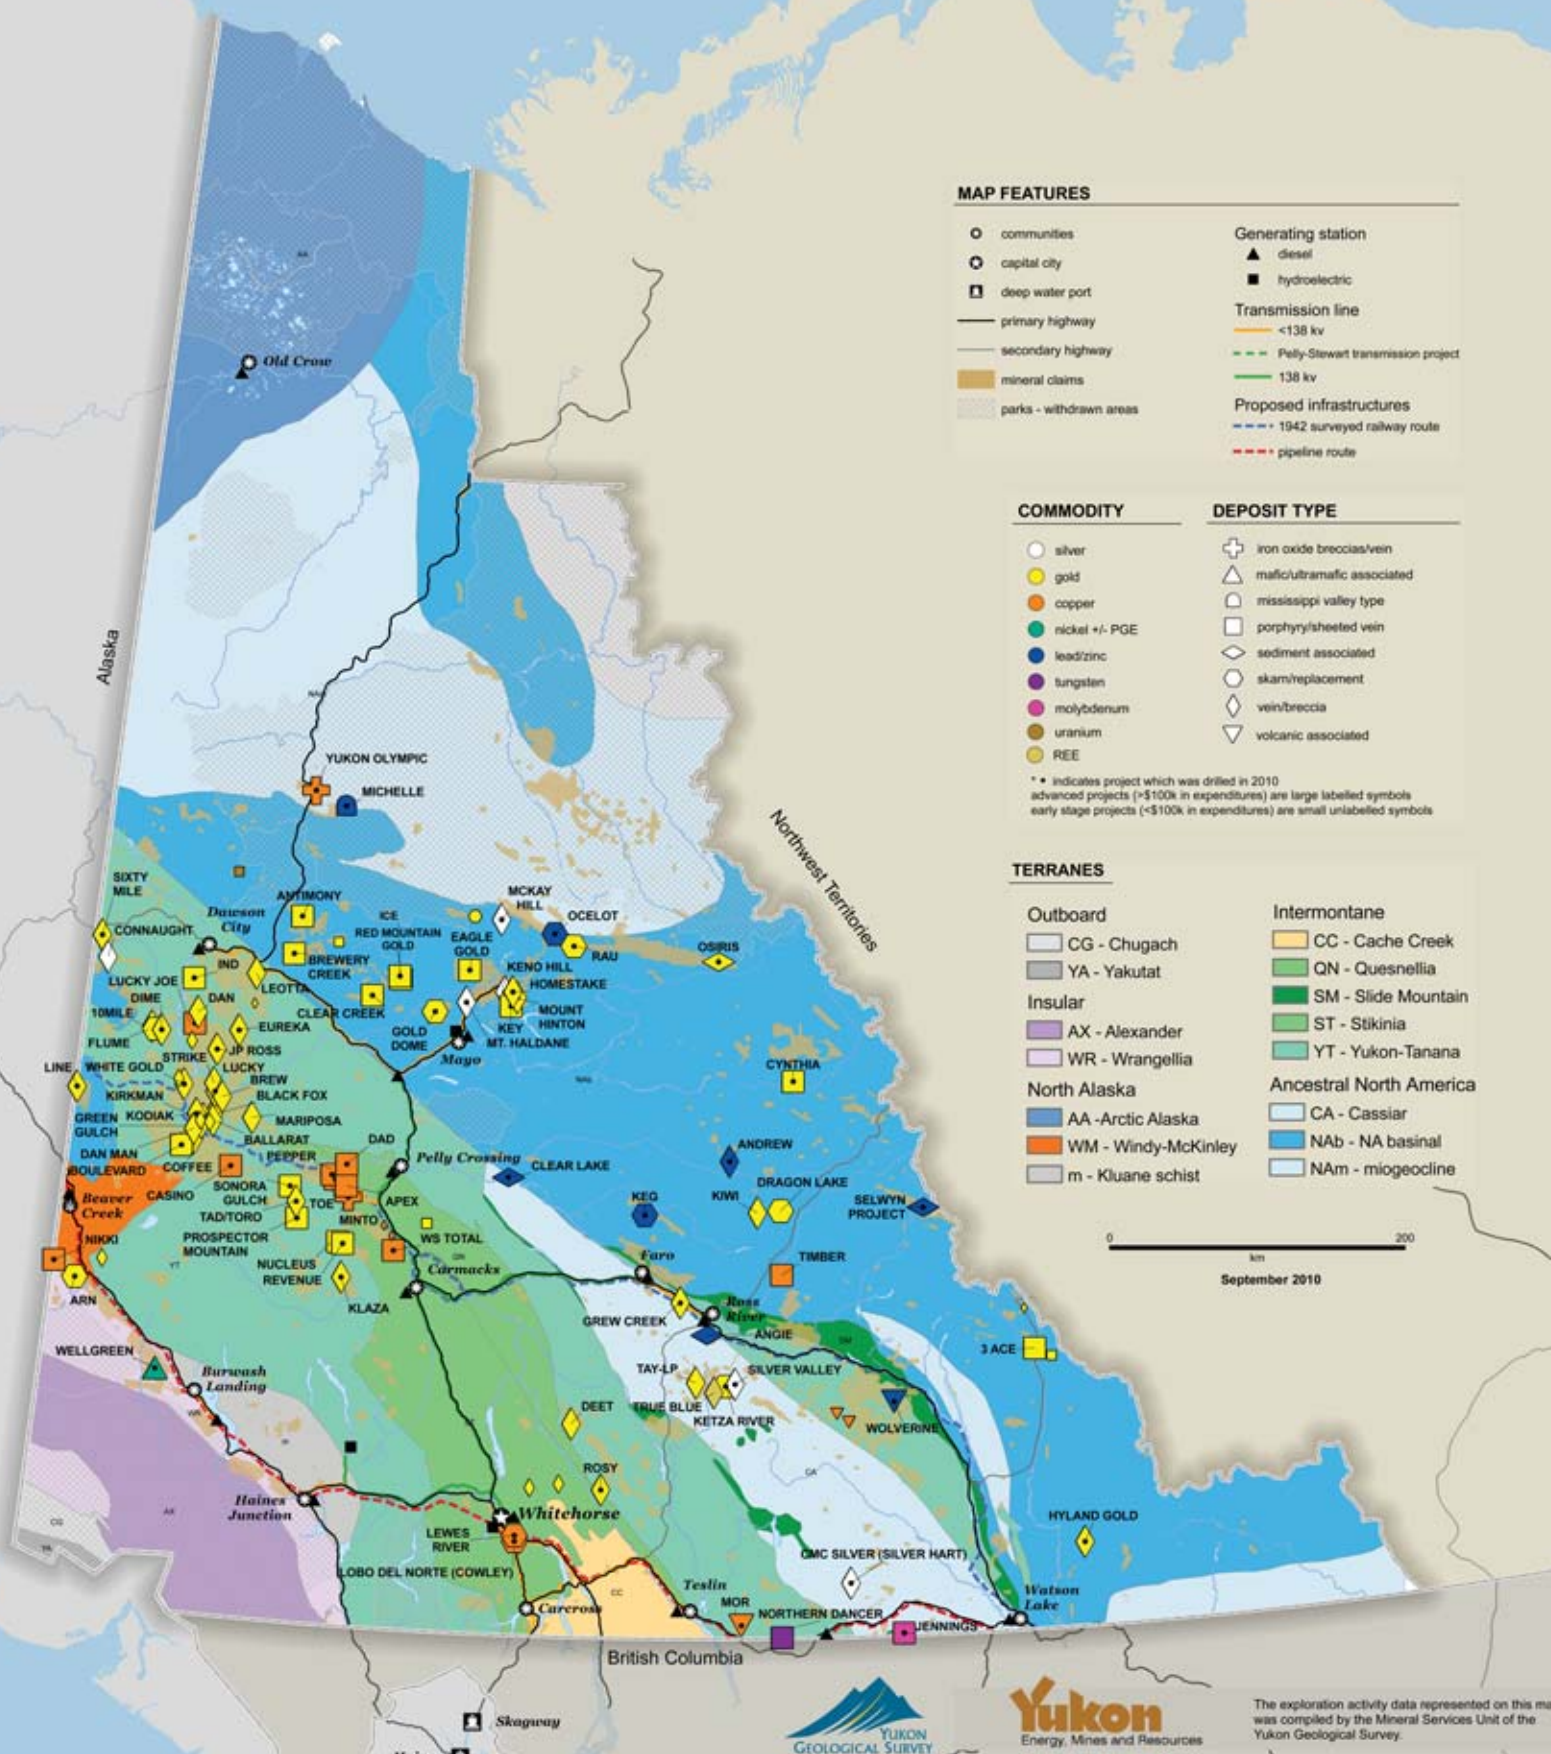 MAP FEATURES
communities
capital city
deep water port
primary highway
secondary highway
mineral claims
parks - withdrawn areas
Generating station
diesel
hydroelectric
Transmission line
<138 kv
Pelly-Stewart transmission project
138 kv
Proposed infrastructures
1942 surveyed railway route
pipeline route
COMMODITY
silver
gold
copper
nickel +/- PGE
lead/zinc
tungsten
molybdenum
uranium
REE
DEPOSIT TYPE
iron oxide breccias/vein
mafic/ultramafic associated
mississippi valley type
porphyry/sheeted vein
sediment associated
skarn/replacement
vein/breccia
volcanic associated
* • indicates project which was drilled in 2010
advanced projects (>$100k in expenditures) are large labelled symbols
early stage projects (<$100k in expenditures) are small unlabelled symbols
TERRANES
Outboard
CG - Chugach
YA - Yakutat
Insular
AX - Alexander
WR - Wrangellia
North Alaska
AA -Arctic Alaska
WM - Windy-McKinley
m - Kluane schist
Intermontane
CC - Cache Creek
QN - Quesnellia
SM - Slide Mountain
ST - Stikinia
YT - Yukon-Tanana
Ancestral North America
CA - Cassiar
NAb - NA basinal
NAm - miogeocline
0 200
km
September 2010
AA
Old Crow
Alaska
Northwest Territories
YUKON OLYMPIC
MICHELLE
SIXTY
MILE
ANTIMONY
MCKAY
HILL
Dawson
City
ICE
OCELOT
CONNAUGHT
RED MOUNTAIN
GOLD
EAGLE
GOLD
OSIRIS
RAU
IND
BREWERY
CREEK
KENO HILL
LUCKY JOE
LEOTTA
HOMESTAKE
DIME
DAN
10MILE
CLEAR CREEK
MOUNT
HINTON
EUREKA
KEY
FLUME
GOLD
DOME
MT. HALDANE
STRIKE
JP ROSS
Mayo
LINE
WHITE GOLD
LUCKY
CYNTHIA
BREW
KIRKMAN
BLACK FOX
GREEN
GULCH
KODIAK
MARIPOSA
BALLARAT
DAD
ANDREW
DAN MAN
PEPPER
Pelly Crossing
BOULEVARD
COFFEE
CLEAR LAKE
DRAGON LAKE
CASINO
SONORA
GULCH
TOE
APEX
KEG
KIWI
SELWYN
PROJECT
Beaver
Creek
TAD/TORO
MINTO
NIKKI
PROSPECTOR
MOUNTAIN
WS TOTAL
QN
YT
NUCLEUS
Faro
TIMBER
REVENUE
Carmacks
ARN
KLAZA
Ross
River
GREW CREEK
ANGIE
SM
3 ACE
WELLGREEN
Burwash
Landing
TAY-LP
SILVER VALLEY
TRUE BLUE
DEET
KETZA RIVER
WOLVERINE
WR
CA
ROSY
Haines
Junction
Whitehorse
AX
CG
YA
HYLAND GOLD
LEWES
RIVER
CMC SILVER (SILVER HART)
LOBO DEL NORTE (COWLEY)
CC
Teslin
Watson
Lake
Carcross
MOR
NORTHERN DANCER
JENNINGS
British Columbia
Skagway
YUKON
GEOLOGICAL SURVEY
Yukon
Energy, Mines and Resources
The exploration activity data represented on this ma
was compiled by the Mineral Services Unit of the
Yukon Geological Survey.